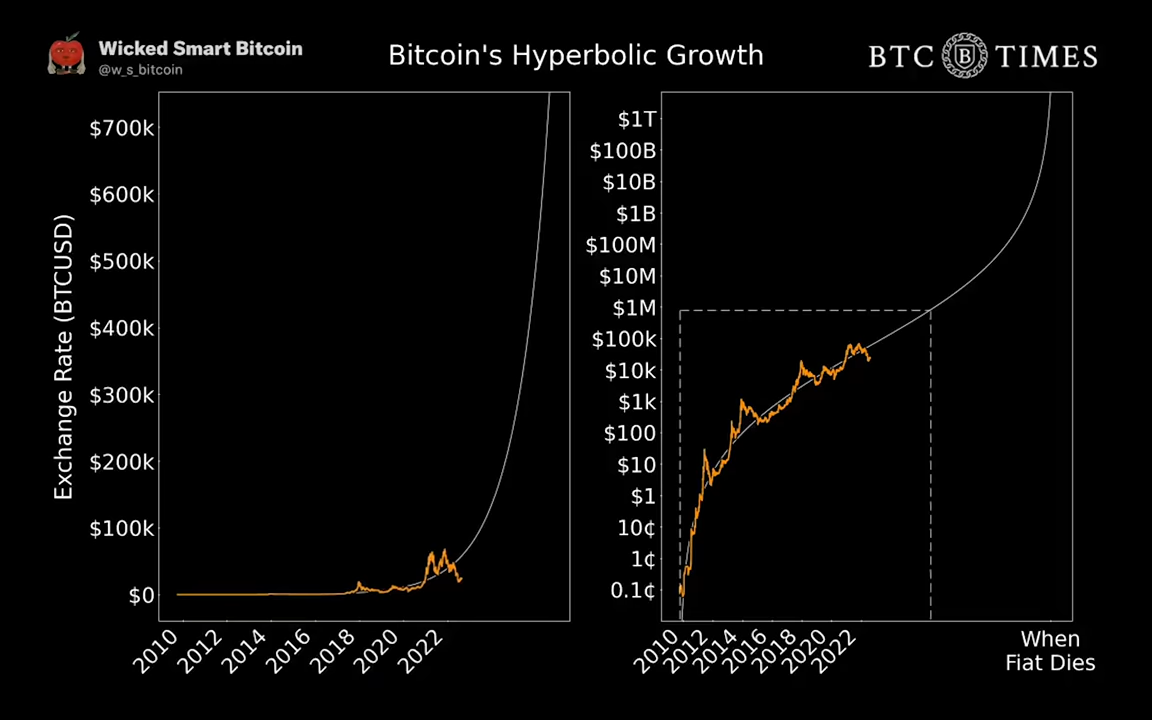 Wicked Smart Bitcoin
@w_s_bitcoin
Bitcoin's Hyperbolic Growth
BTC B TIMES
Exchange Rate (BTCUSD)
$700k
$600k
$500k
$400k
$300k
$200k
$100k
$0
2010
2012
2014
2016
2018
2020
2022
$1T
$100B
$10B
$1B
$100M
$10M
$1M
$100k
$10k
$1k
$100
$10
$1
10¢
1¢
0.1¢
2010
2012
2014
2016
2018
2020
2022
When
Fiat Dies